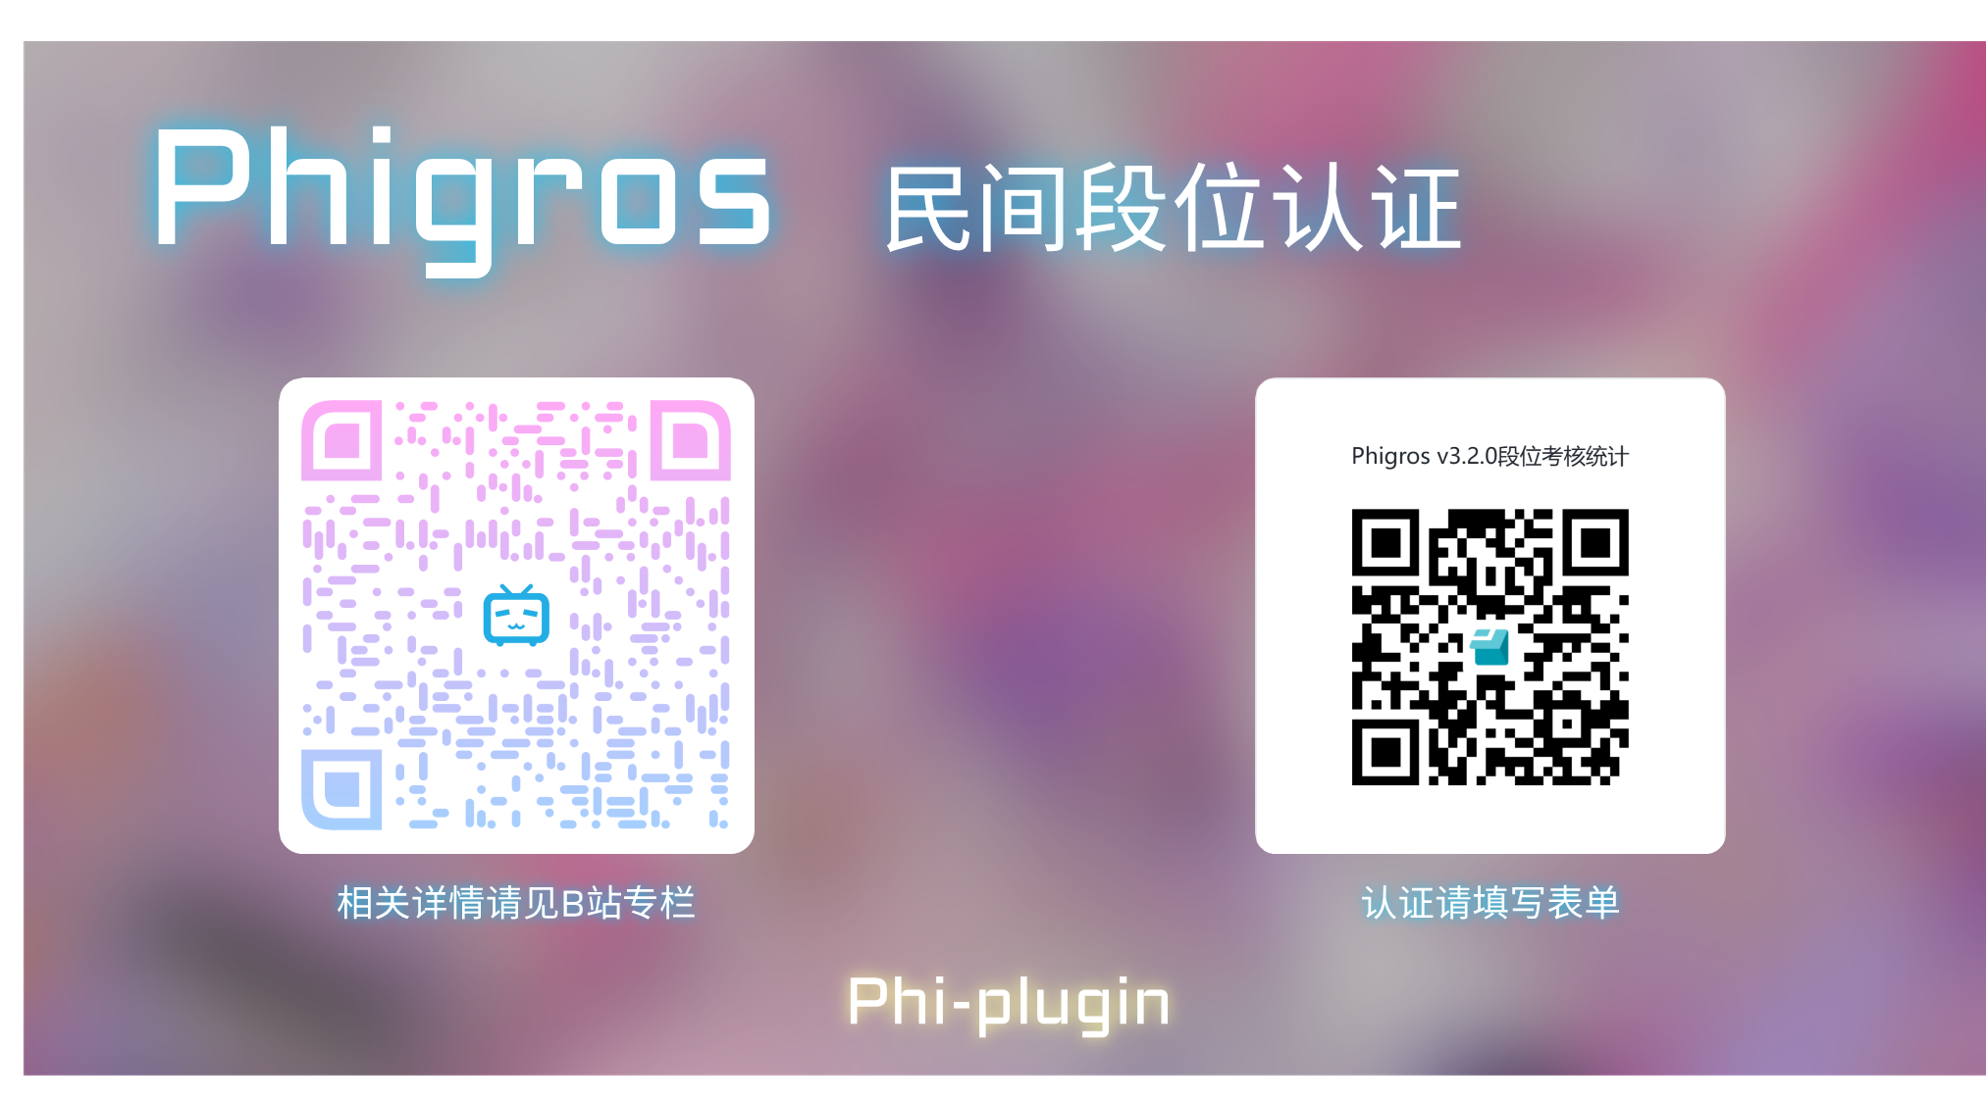 Phigros 民间段位认证
Phigros v3.2.0段位考核统计
相关详情请见B站专栏
认证请填写表单
Phi-plugin